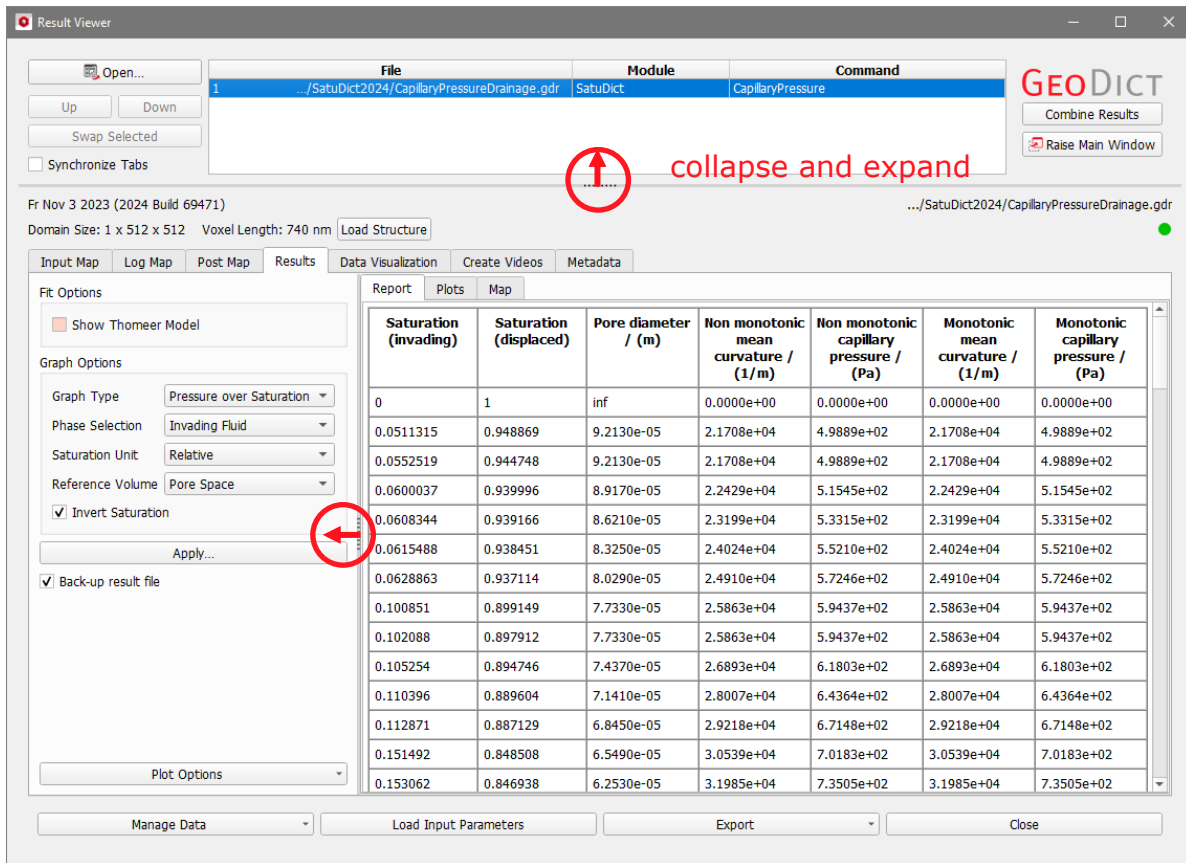 Result Viewer
Open...
Up Down
Swap Selected
Synchronize Tabs
File Module Command
1 .../SatuDict2024/CapillaryPressureDrainage.gdr SatuDict CapillaryPressure
GEODICT
Combine Results
Raise Main Window
collapse and expand
Fr Nov 3 2023 (2024 Build 69471) .../SatuDict2024/CapillaryPressureDrainage.gdr
Domain Size: 1 x 512 x 512 Voxel Length: 740 nm Load Structure
Input Map Log Map Post Map Results Data Visualization Create Videos Metadata
Fit Options
Show Thomeer Model
Graph Options
Graph Type Pressure over Saturation
Phase Selection Invading Fluid
Saturation Unit Relative
Reference Volume Pore Space
Invert Saturation
Apply...
Back-up result file
Plot Options
Report Plots Map
Saturation (invading) Saturation (displaced) Pore diameter / (m) Non monotonic mean curvature / (1/m) Non monotonic capillary pressure / (Pa) Monotonic mean curvature / (1/m) Monotonic capillary pressure / (Pa)
0 1 inf 0.0000e+00 0.0000e+00 0.0000e+00 0.0000e+00
0.0511315 0.948869 9.2130e-05 2.1708e+04 4.9889e+02 2.1708e+04 4.9889e+02
0.0552519 0.944748 9.2130e-05 2.1708e+04 4.9889e+02 2.1708e+04 4.9889e+02
0.0600037 0.939996 8.9170e-05 2.2429e+04 5.1545e+02 2.2429e+04 5.1545e+02
0.0608344 0.939166 8.6210e-05 2.3199e+04 5.3315e+02 2.3199e+04 5.3315e+02
0.0615488 0.938451 8.3250e-05 2.4024e+04 5.5210e+02 2.4024e+04 5.5210e+02
0.0628863 0.937114 8.0290e-05 2.4910e+04 5.7246e+02 2.4910e+04 5.7246e+02
0.100851 0.899149 7.7330e-05 2.5863e+04 5.9437e+02 2.5863e+04 5.9437e+02
0.102088 0.897912 7.7330e-05 2.5863e+04 5.9437e+02 2.5863e+04 5.9437e+02
0.105254 0.894746 7.4370e-05 2.6893e+04 6.1803e+02 2.6893e+04 6.1803e+02
0.110396 0.889604 7.1410e-05 2.8007e+04 6.4364e+02 2.8007e+04 6.4364e+02
0.112871 0.887129 6.8450e-05 2.9218e+04 6.7148e+02 2.9218e+04 6.7148e+02
0.151492 0.848508 6.5490e-05 3.0539e+04 7.0183e+02 3.0539e+04 7.0183e+02
0.153062 0.846938 6.2530e-05 3.1985e+04 7.3505e+02 3.1985e+04 7.3505e+02
Manage Data Load Input Parameters Export Close